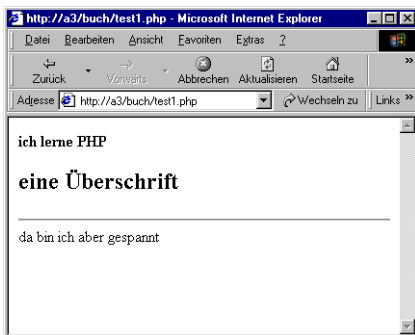 http://a3/buch/test1.php - Microsoft Internet Explorer
Datei Bearbeiten Ansicht Favoriten Extras ?
Zurück Vorwärts Abbrechen Aktualisieren Startseite »
Adresse http://a3/buch/test1.php Wechseln zu Links »
ich lerne PHP
eine Überschrift
da bin ich aber gespannt